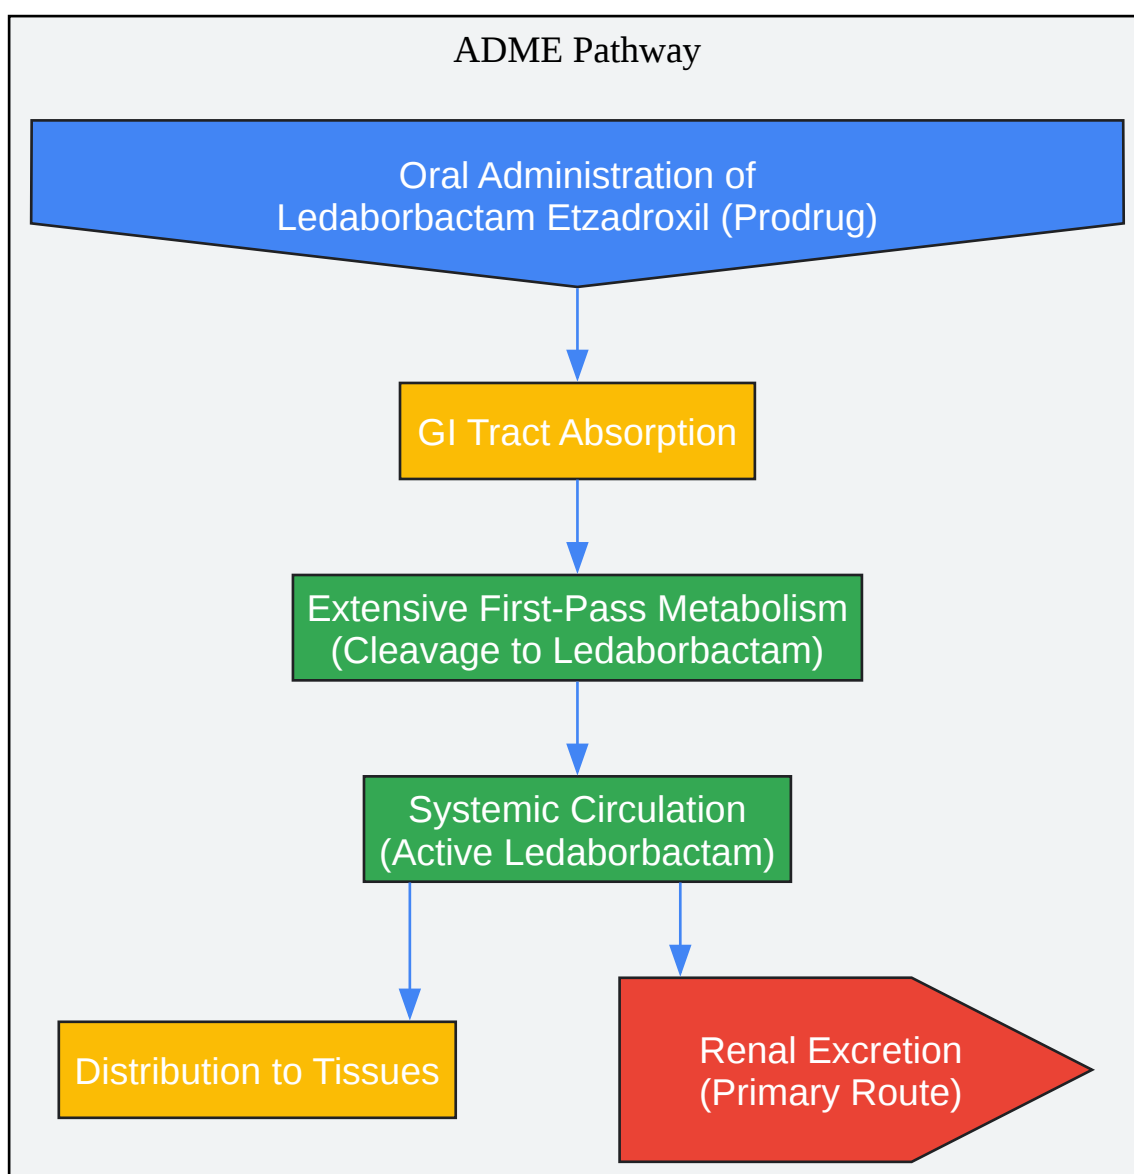 ADME Pathway
Oral Administration of
Ledaborbactam Etzadroxil (Prodrug)
GI Tract Absorption
Extensive First-Pass Metabolism
(Cleavage to Ledaborbactam)
Systemic Circulation
(Active Ledaborbactam)
Distribution to Tissues
Renal Excretion
(Primary Route)